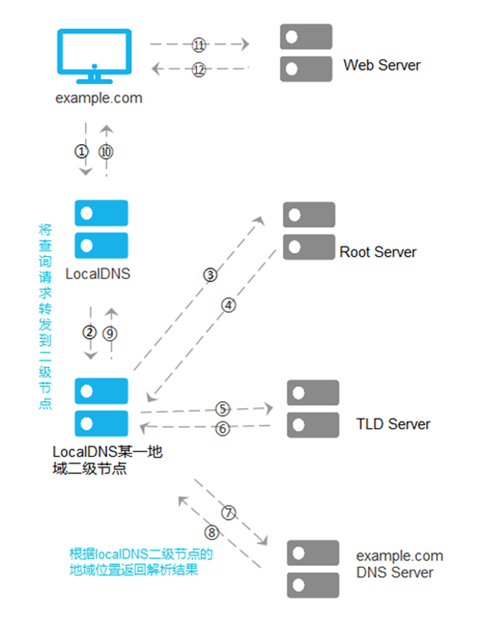 ⑪
⑫
Web Server
example.com
①
⑩
将查询请求转发到二级节点
LocalDNS
③
④
Root Server
②
⑨
⑤
⑥
TLD Server
LocalDNS某一地
域二级节点
⑦
⑧
根据localDNS二级节点的
地域位置返回解析结果
example.com
DNS Server